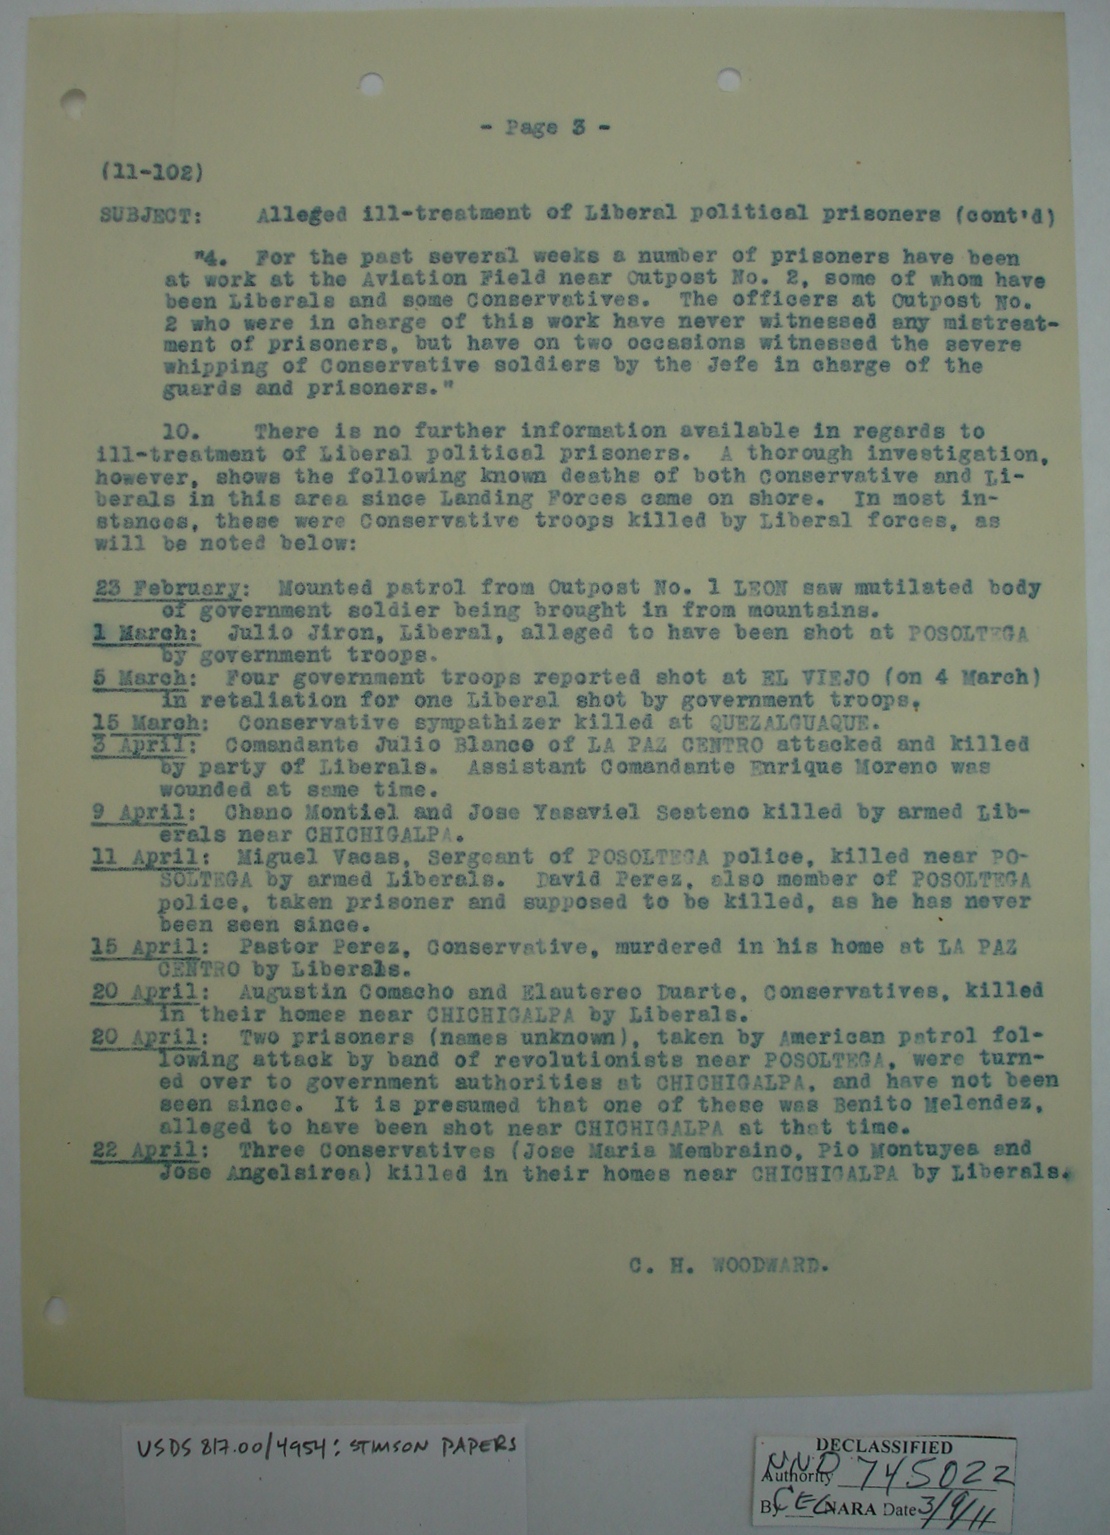 - Page 3 -
(11-102)
SUBJECT: Alleged ill-treatment of Liberal political prisoners (cont'd)
"4. For the past several weeks a number of prisoners have been
at work at the Aviation Field near Outpost No. 2, some of whom have
been Liberals and some Conservatives. The officers at Outpost No.
2 who were in charge of this work have never witnessed any mistreat-
ment of prisoners, but have on two occasions witnessed the severe
whipping of Conservative soldiers by the Jefe in charge of the
guards and prisoners."
10. There is no further information available in regards to
ill-treatment of Liberal political prisoners. A thorough investigation,
however, shows the following known deaths of both Conservative and Li-
berals in this area since Landing Forces came on shore. In most in-
stances, these were Conservative troops killed by Liberal forces, as
will be noted below:
23 February: Mounted patrol from Outpost No. 1 LEON saw mutilated body
of government soldier being brought in from mountains.
1 March: Julio Jiron, Liberal, alleged to have been shot at POSOLTEGA
by government troops.
5 March: Four government troops reported shot at EL VIEJO (on 4 March)
in retaliation for one Liberal shot by government troops.
15 March: Conservative sympathizer killed at QUEZALGUAQUE.
3 April: Comandante Julio Blanco of LA PAZ CENTRO attacked and killed
by party of Liberals. Assistant Comandante Enrique Moreno was
wounded at same time.
9 April: Chano Montiel and Jose Yasaviel Seateno killed by armed Lib-
erals near CHICHIGALPA.
11 April: Miguel Vacas, Sergeant of POSOLTEGA police, killed near PO-
SOLTEGA by armed Liberals. David Perez, also member of POSOLTEGA
police, taken prisoner and supposed to be killed, as he has never
been seen since.
15 April: Pastor Perez, Conservative, murdered in his home at LA PAZ
CENTRO by Liberals.
20 April: Augustin Comacho and Elautereo Duarte, Conservatives, killed
in their homes near CHICHIGALPA by Liberals.
20 April: Two prisoners (names unknown), taken by American patrol fol-
lowing attack by band of revolutionists near POSOLTEGA, were turn-
ed over to government authorities at CHICHIGALPA, and have not been
seen since. It is presumed that one of these was Benito Melendez,
alleged to have been shot near CHICHIGALPA at that time.
22 April: Three Conservatives (Jose Maria Membraino, Pio Montuyea and
Jose Angelsirea) killed in their homes near CHICHIGALPA by Liberals.
C. H. WOODWARD.
USDS 817.00/4954: STIMSON PAPERS
DECLASSIFIED
Authority NND 745022
By CEL NARA Date 3/9/11